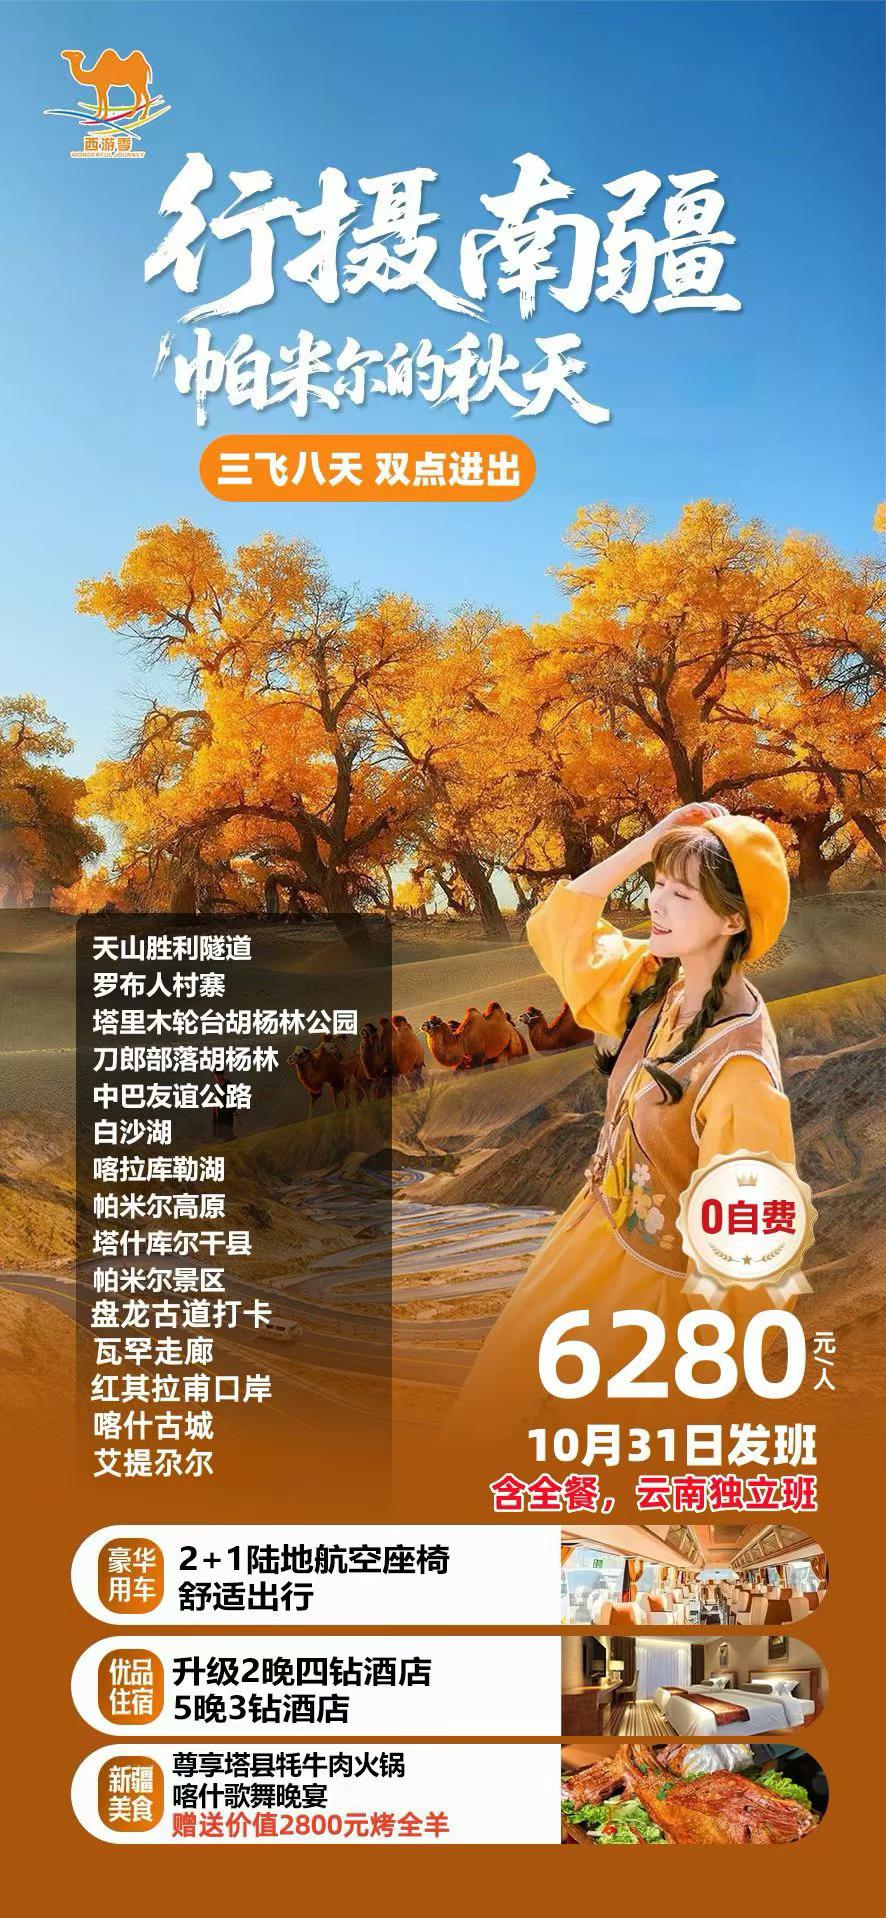 西游季
WONDERFUL JOURNEY
行摄南疆
帕米尔的秋天
三飞八天 双点进出
天山胜利隧道
罗布人村寨
塔里木轮台胡杨林公园
刀郎部落胡杨林
中巴友谊公路
白沙湖
喀拉库勒湖
帕米尔高原
塔什库尔干县
帕米尔景区
盘龙古道打卡
瓦罕走廊
红其拉甫口岸
喀什古城
艾提尕尔
0自费
6280元/人
10月31日发班
含全餐，云南独立班
豪华用车
2+1陆地航空座椅
舒适出行
优品住宿
升级2晚四钻酒店
5晚3钻酒店
新疆美食
尊享塔县牦牛肉火锅
喀什歌舞晚宴
赠送价值2800元烤全羊